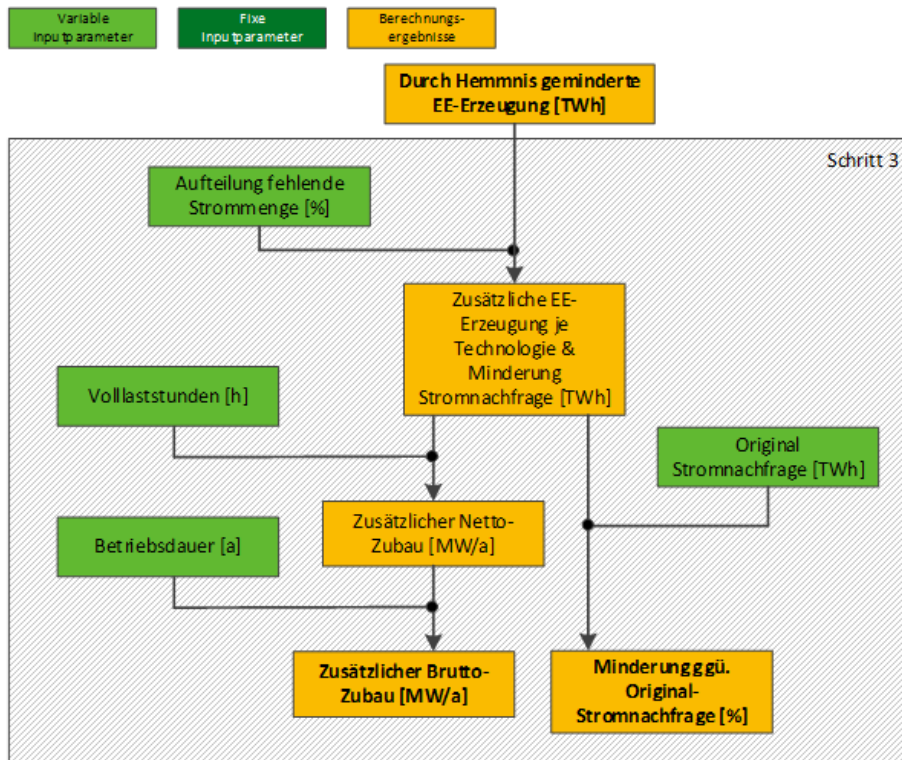 Variable
Inputparameter
Fixe
Inputparameter
Berechnungs-
ergebnisse
Durch Hemmnis geminderte
EE-Erzeugung [TWh]
Schritt 3
Aufteilung fehlende
Strommenge [%]
Zusätzliche EE-
Erzeugung je
Technologie &
Minderung
Stromnachfrage [TWh]
Volllaststunden [h]
Original
Stromnachfrage [TWh]
Zusätzlicher Netto-
Zubau [MW/a]
Betriebsdauer [a]
Zusätzlicher Brutto-
Zubau [MW/a]
Minderung ggü.
Original-
Stromnachfrage [%]